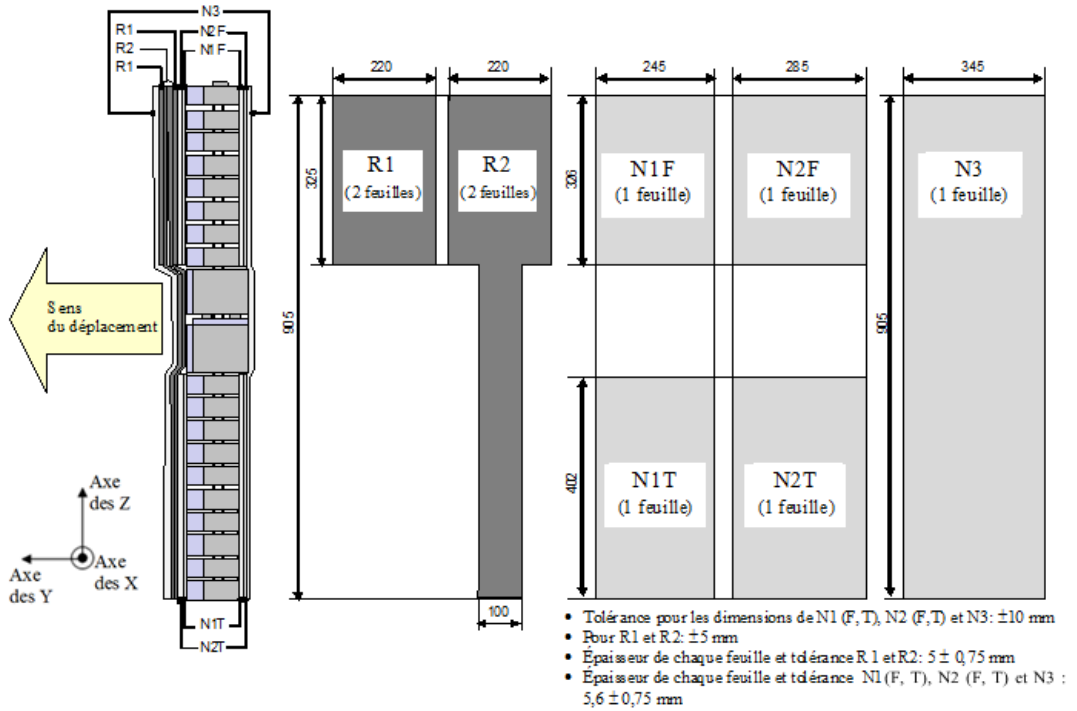 N3
R1
N2F
R2
N1F
R1
220
220
245
285
345
325
R1
(2 feuilles)
R2
(2 feuilles)
326
N1F
(1 feuille)
N2F
(1 feuille)
N3
(1 feuille)
Sens
du déplacement
905
905
402
N1T
(1 feuille)
N2T
(1 feuille)
Axe
des Z
Axe
des Y
Axe
des X
100
N1T
N2T
• Tolérance pour les dimensions de N1 (F, T), N2 (F,T) et N3: ±10 mm
• Pour R1 et R2: ±5 mm
• Épaisseur de chaque feuille et tolérance R1 et R2: 5 ± 0,75 mm
• Épaisseur de chaque feuille et tolérance N1 (F, T), N2 (F, T) et N3 :
5,6 ± 0,75 mm